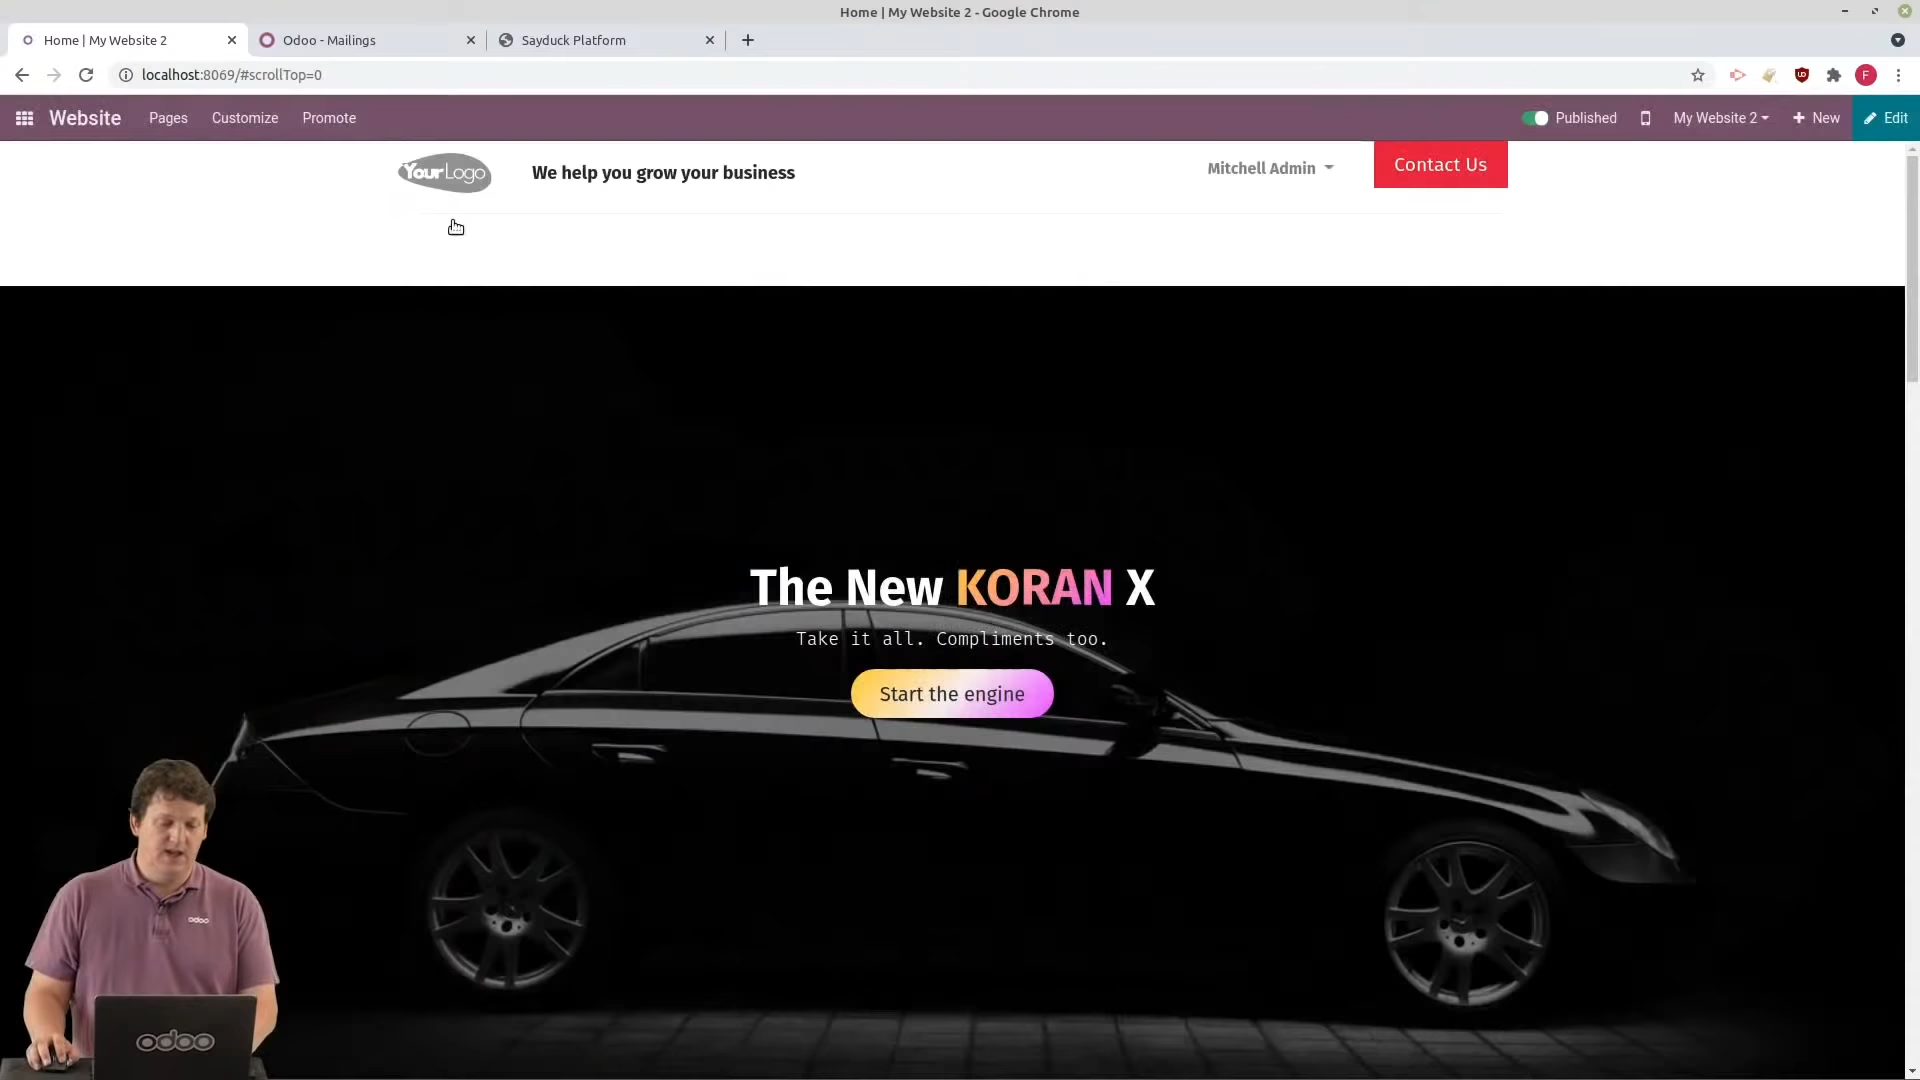 Home | My Website 2 - Google Chrome
Home | My Website 2
Odoo - Mailings
Sayduck Platform
localhost:8069/#scrollTop=0
F
Website
Pages
Customize
Promote
Published
My Website 2
+ New
Edit
YourLogo
We help you grow your business
Mitchell Admin
Contact Us
The New KORAN X
Take it all. Compliments too.
Start the engine
odoo
odoo